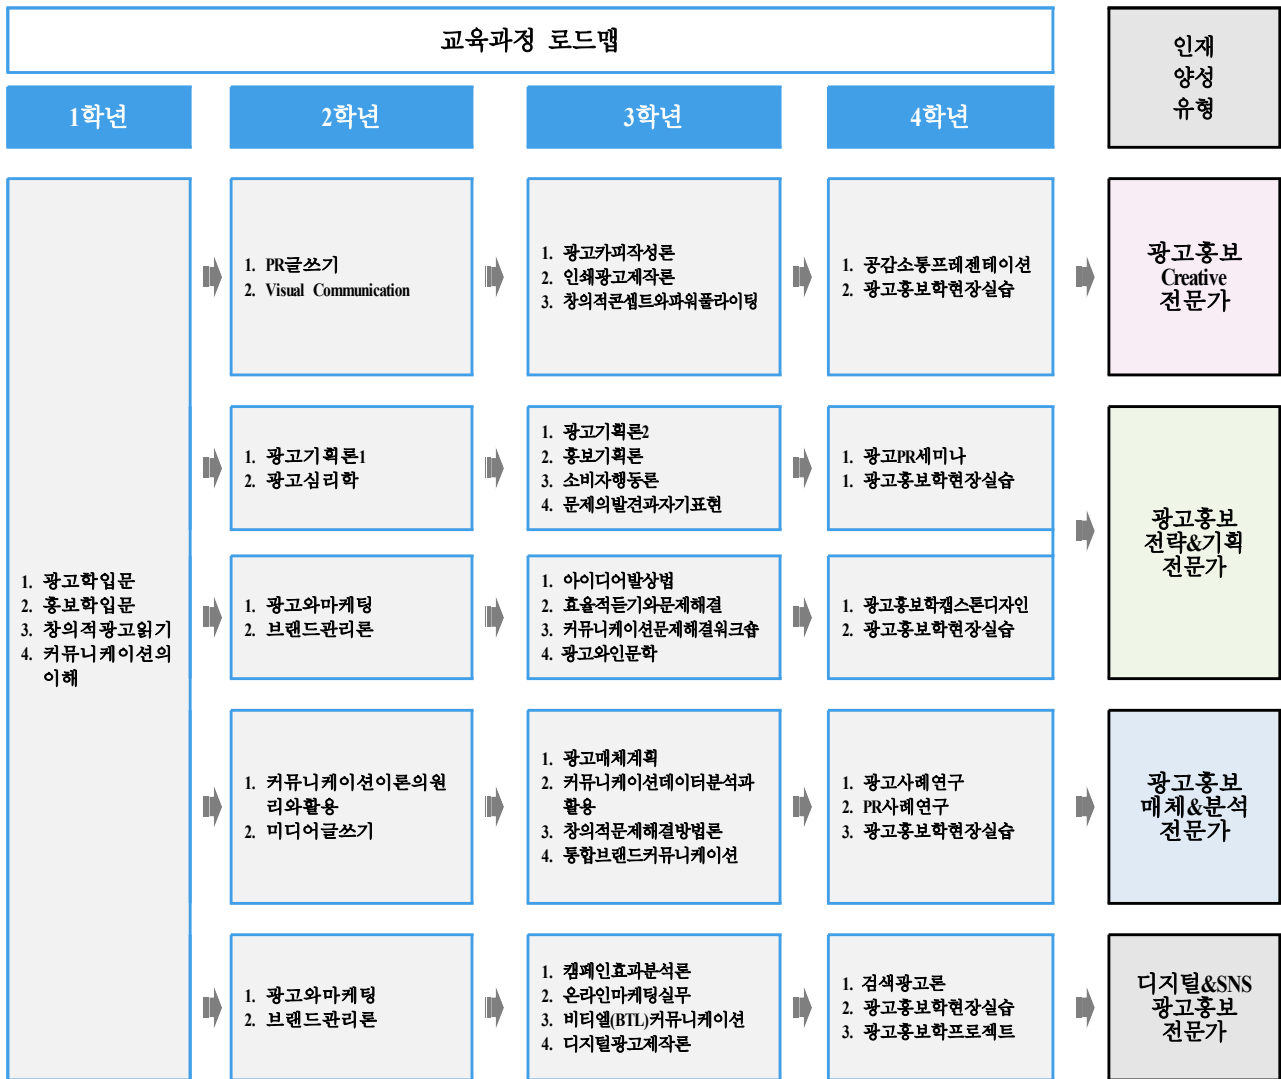 교육과정 로드맵
인재
양성
유형
1학년
2학년
3학년
4학년
1. 광고학입문
2. 홍보학입문
3. 창의적광고읽기
4. 커뮤니케이션의
이해
1. PR글쓰기
2. Visual Communication
1. 광고카피작성론
2. 인쇄광고제작론
3. 창의적콘셉트와파워풀라이팅
1. 공감소통프레젠테이션
2. 광고홍보학현장실습
광고홍보
Creative
전문가
1. 광고기획론1
2. 광고심리학
1. 광고기획론2
2. 홍보기획론
3. 소비자행동론
4. 문제의발견과자기표현
1. 광고PR세미나
1. 광고홍보학현장실습
광고홍보
전략&기획
전문가
1. 광고와마케팅
2. 브랜드관리론
1. 아이디어발상법
2. 효율적듣기와문제해결
3. 커뮤니케이션문제해결워크숍
4. 광고와인문학
1. 광고홍보학캡스톤디자인
2. 광고홍보학현장실습
1. 커뮤니케이션이론의원
리와활용
2. 미디어글쓰기
1. 광고매체계획
2. 커뮤니케이션데이터분석과
활용
3. 창의적문제해결방법론
4. 통합브랜드커뮤니케이션
1. 광고사례연구
2. PR사례연구
3. 광고홍보학현장실습
광고홍보
매체&분석
전문가
1. 광고와마케팅
2. 브랜드관리론
1. 캠페인효과분석론
2. 온라인마케팅실무
3. 비티엘(BTL)커뮤니케이션
4. 디지털광고제작론
1. 검색광고론
2. 광고홍보학현장실습
3. 광고홍보학프로젝트
디지털&SNS
광고홍보
전문가